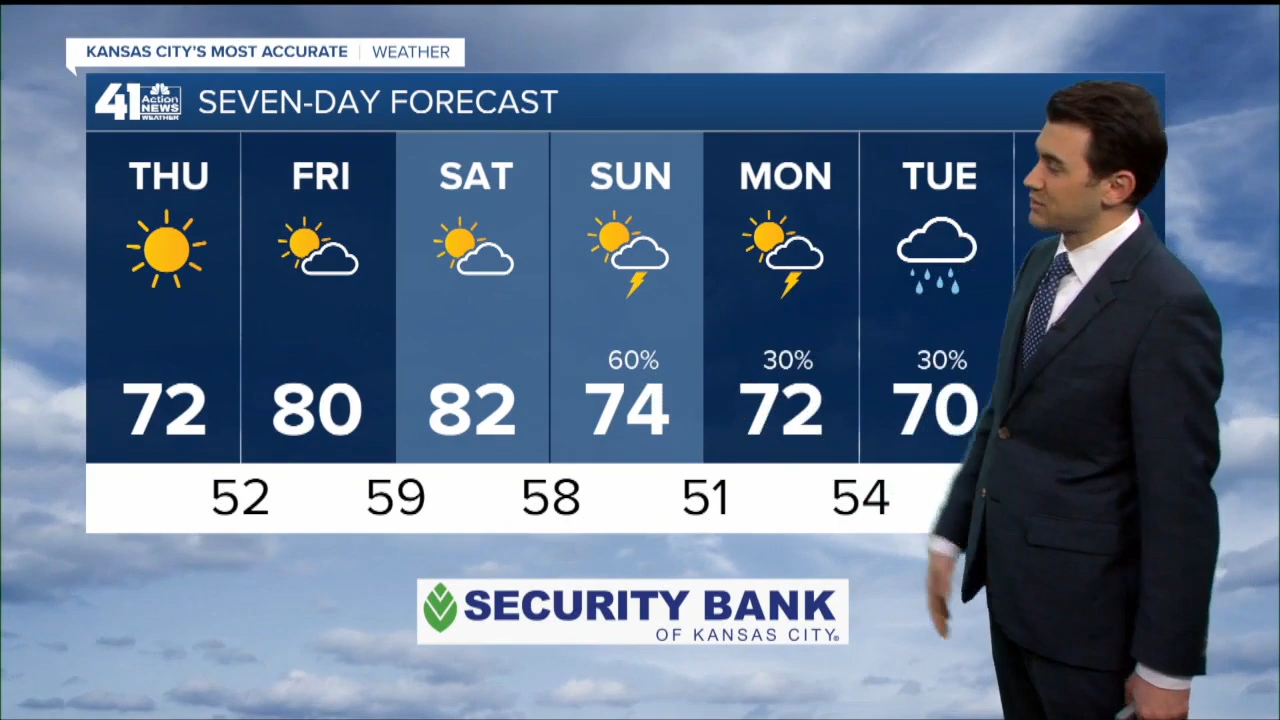 KANSAS CITY'S MOST ACCURATE | WEATHER
41 Action NEWS WEATHER SEVEN-DAY FORECAST
THU FRI SAT SUN MON TUE
60% 30% 30%
72 80 82 74 72 70
52 59 58 51 54
SECURITY BANK
OF KANSAS CITY®